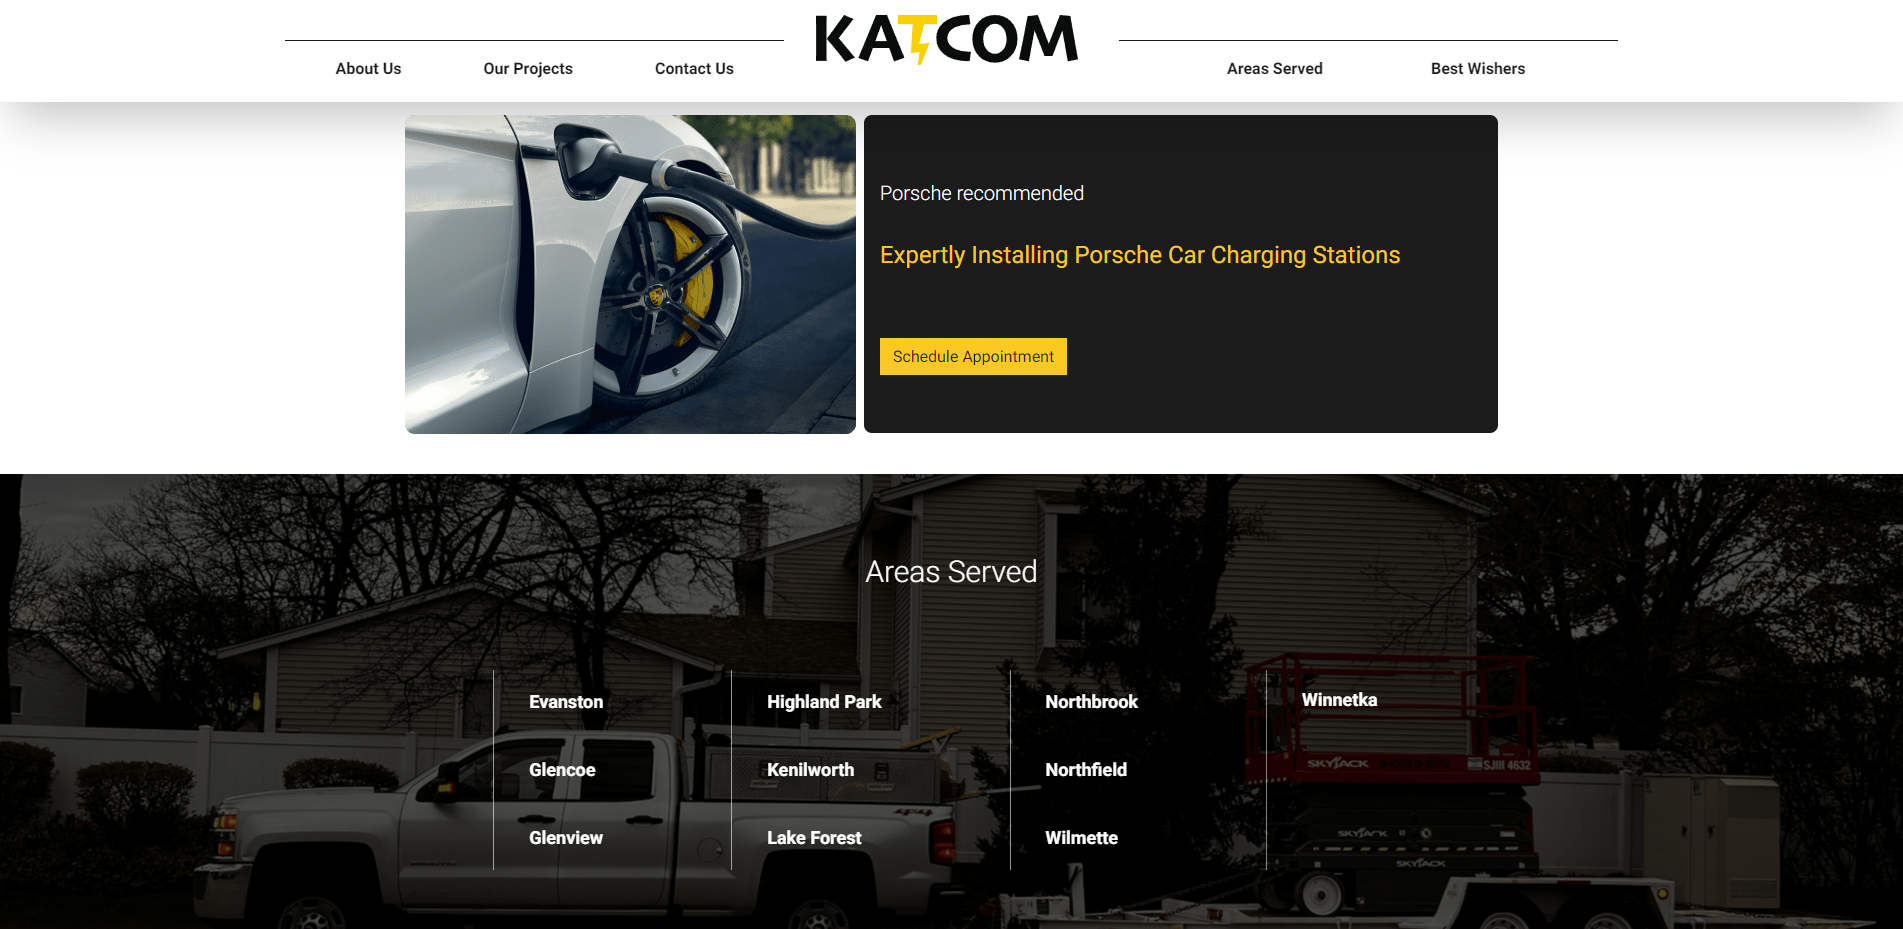 KATCOM
About Us
Our Projects
Contact Us
Areas Served
Best Wishers
Porsche recommended
Expertly Installing Porsche Car Charging Stations
Schedule Appointment
Areas Served
Evanston
Glencoe
Glenview
Highland Park
Kenilworth
Lake Forest
Northbrook
Northfield
Wilmette
Winnetka
4x4
SKYJACK
SJIII 4632
SKYJACK
SKYJACK